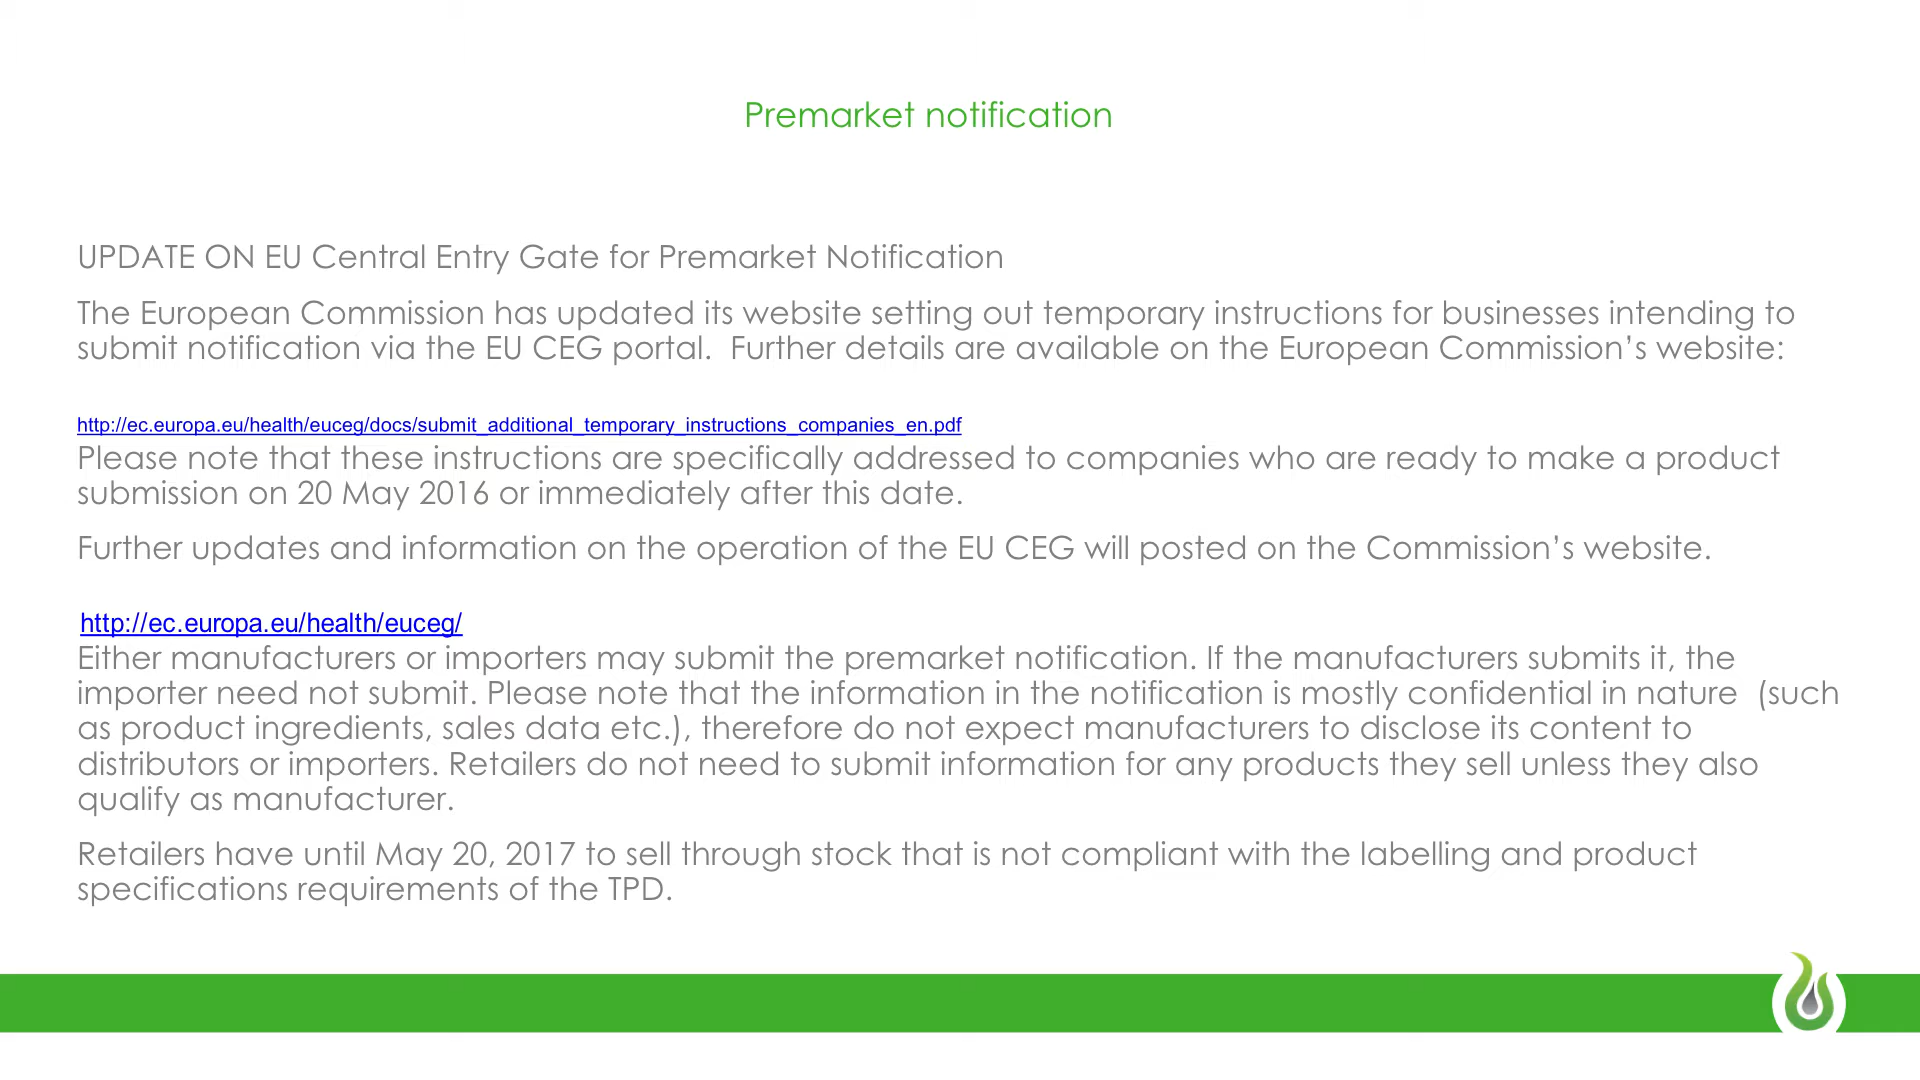 Premarket notification
UPDATE ON EU Central Entry Gate for Premarket Notification
The European Commission has updated its website setting out temporary instructions for businesses intending to
submit notification via the EU CEG portal.  Further details are available on the European Commission’s website:
http://ec.europa.eu/health/euceg/docs/submit_additional_temporary_instructions_companies_en.pdf
Please note that these instructions are specifically addressed to companies who are ready to make a product
submission on 20 May 2016 or immediately after this date.
Further updates and information on the operation of the EU CEG will posted on the Commission’s website.
http://ec.europa.eu/health/euceg/
Either manufacturers or importers may submit the premarket notification. If the manufacturers submits it, the
importer need not submit. Please note that the information in the notification is mostly confidential in nature  (such
as product ingredients, sales data etc.), therefore do not expect manufacturers to disclose its content to
distributors or importers. Retailers do not need to submit information for any products they sell unless they also
qualify as manufacturer.
Retailers have until May 20, 2017 to sell through stock that is not compliant with the labelling and product
specifications requirements of the TPD.